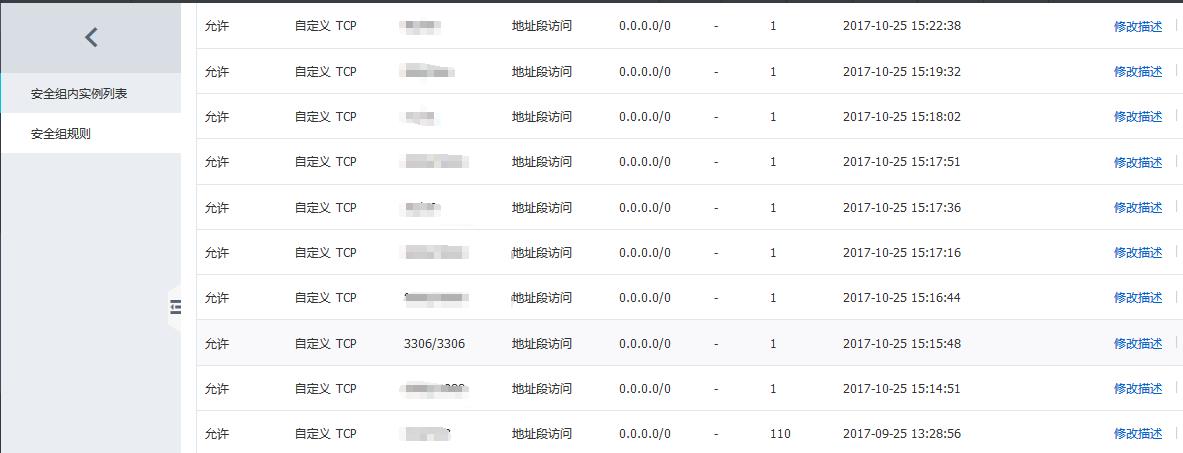 安全组内实例列表
安全组规则
允许 自定义 TCP 地址段访问 0.0.0.0/0 - 1 2017-10-25 15:22:38 修改描述
允许 自定义 TCP 地址段访问 0.0.0.0/0 - 1 2017-10-25 15:19:32 修改描述
允许 自定义 TCP 地址段访问 0.0.0.0/0 - 1 2017-10-25 15:18:02 修改描述
允许 自定义 TCP 地址段访问 0.0.0.0/0 - 1 2017-10-25 15:17:51 修改描述
允许 自定义 TCP 地址段访问 0.0.0.0/0 - 1 2017-10-25 15:17:36 修改描述
允许 自定义 TCP 地址段访问 0.0.0.0/0 - 1 2017-10-25 15:17:16 修改描述
允许 自定义 TCP 地址段访问 0.0.0.0/0 - 1 2017-10-25 15:16:44 修改描述
允许 自定义 TCP 3306/3306 地址段访问 0.0.0.0/0 - 1 2017-10-25 15:15:48 修改描述
允许 自定义 TCP 地址段访问 0.0.0.0/0 - 1 2017-10-25 15:14:51 修改描述
允许 自定义 TCP 地址段访问 0.0.0.0/0 - 110 2017-09-25 13:28:56 修改描述